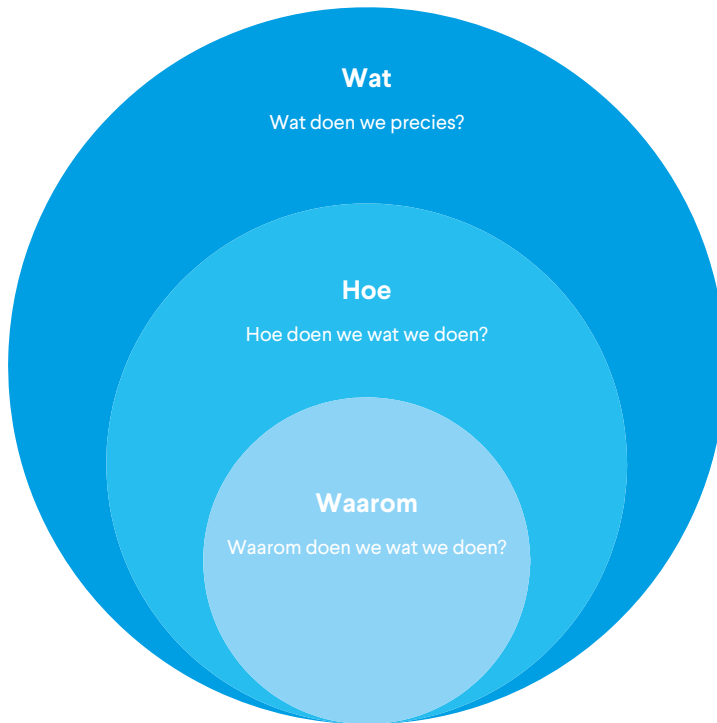 Wat
Wat doen we precies?
Hoe
Hoe doen we wat we doen?
Waarom
Waarom doen we wat we doen?